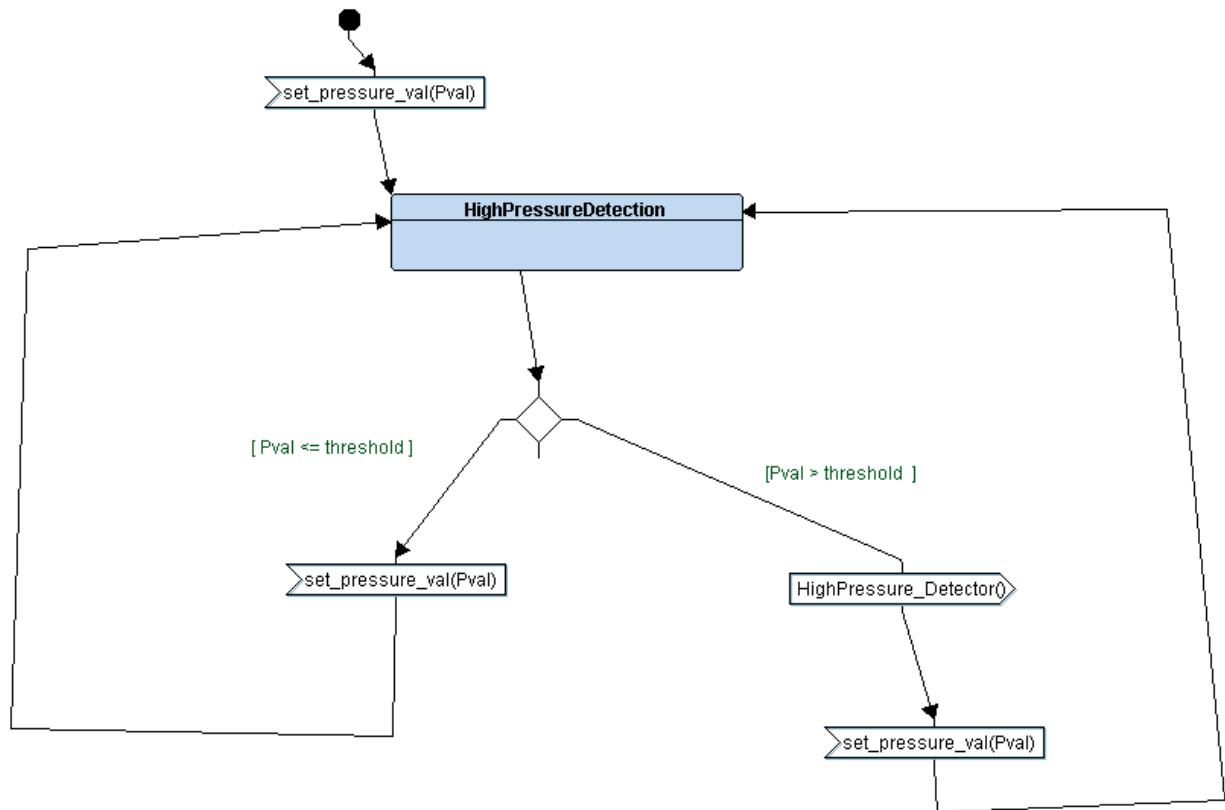 set_pressure_val(Pval)
HighPressureDetection
[ Pval <= threshold ]
[Pval > threshold  ]
set_pressure_val(Pval)
HighPressure_Detector()
set_pressure_val(Pval)